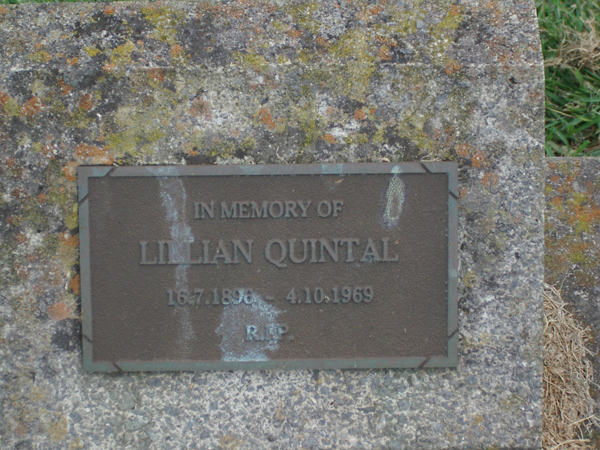 IN MEMORY OF
LILLIAN QUINTAL
16.7.1896 - 4.10.1969
R.I.P.